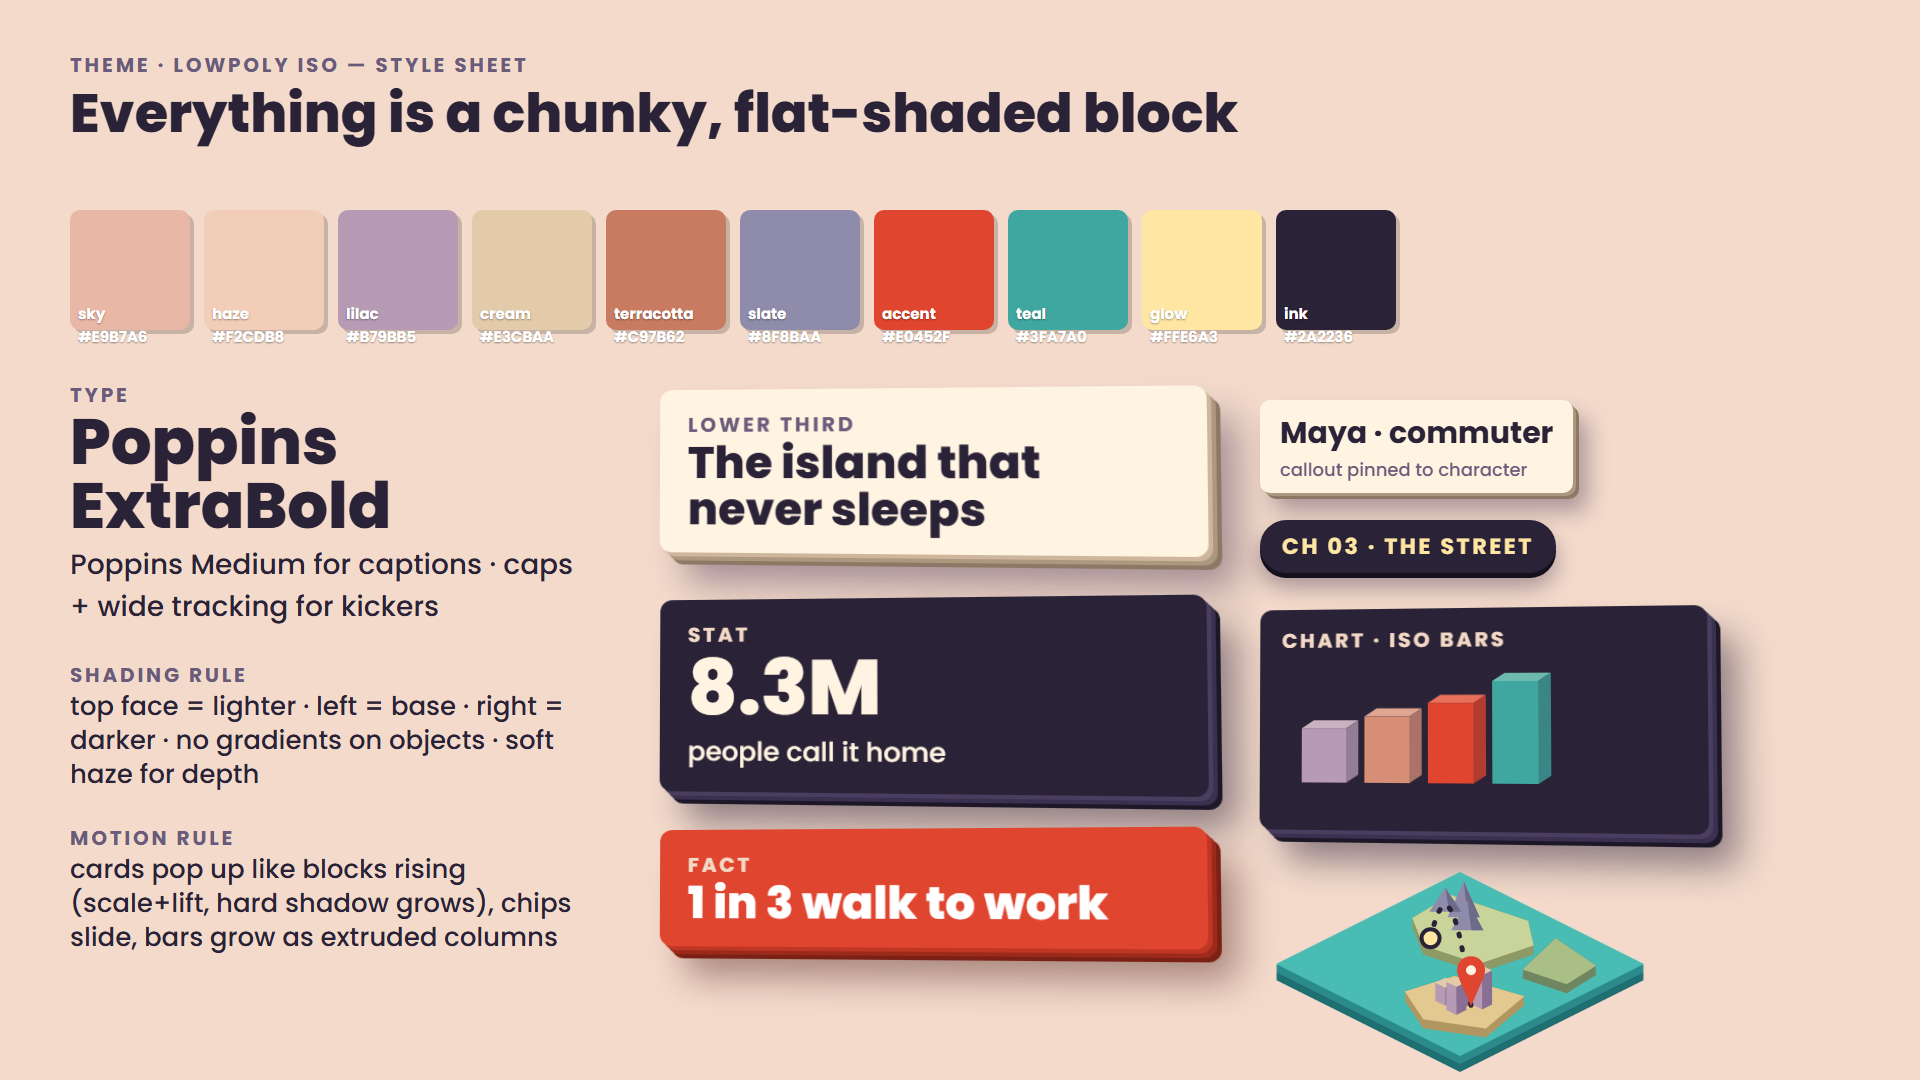 THEME · LOWPOLY ISO — STYLE SHEET
Everything is a chunky, flat-shaded block
sky
#E9B7A6
haze
#F2CDB8
lilac
#B79BB5
cream
#E3CBAA
terracotta
#C97B62
slate
#8F8BAA
accent
#E0452F
teal
#3FA7A0
glow
#FFE6A3
ink
#2A2236
TYPE
Poppins
ExtraBold
Poppins Medium for captions · caps
+ wide tracking for kickers
SHADING RULE
top face = lighter · left = base · right =
darker · no gradients on objects · soft
haze for depth
MOTION RULE
cards pop up like blocks rising
(scale+lift, hard shadow grows), chips
slide, bars grow as extruded columns
LOWER THIRD
The island that
never sleeps
STAT
8.3M
people call it home
FACT
1 in 3 walk to work
Maya · commuter
callout pinned to character
CH 03 · THE STREET
CHART · ISO BARS